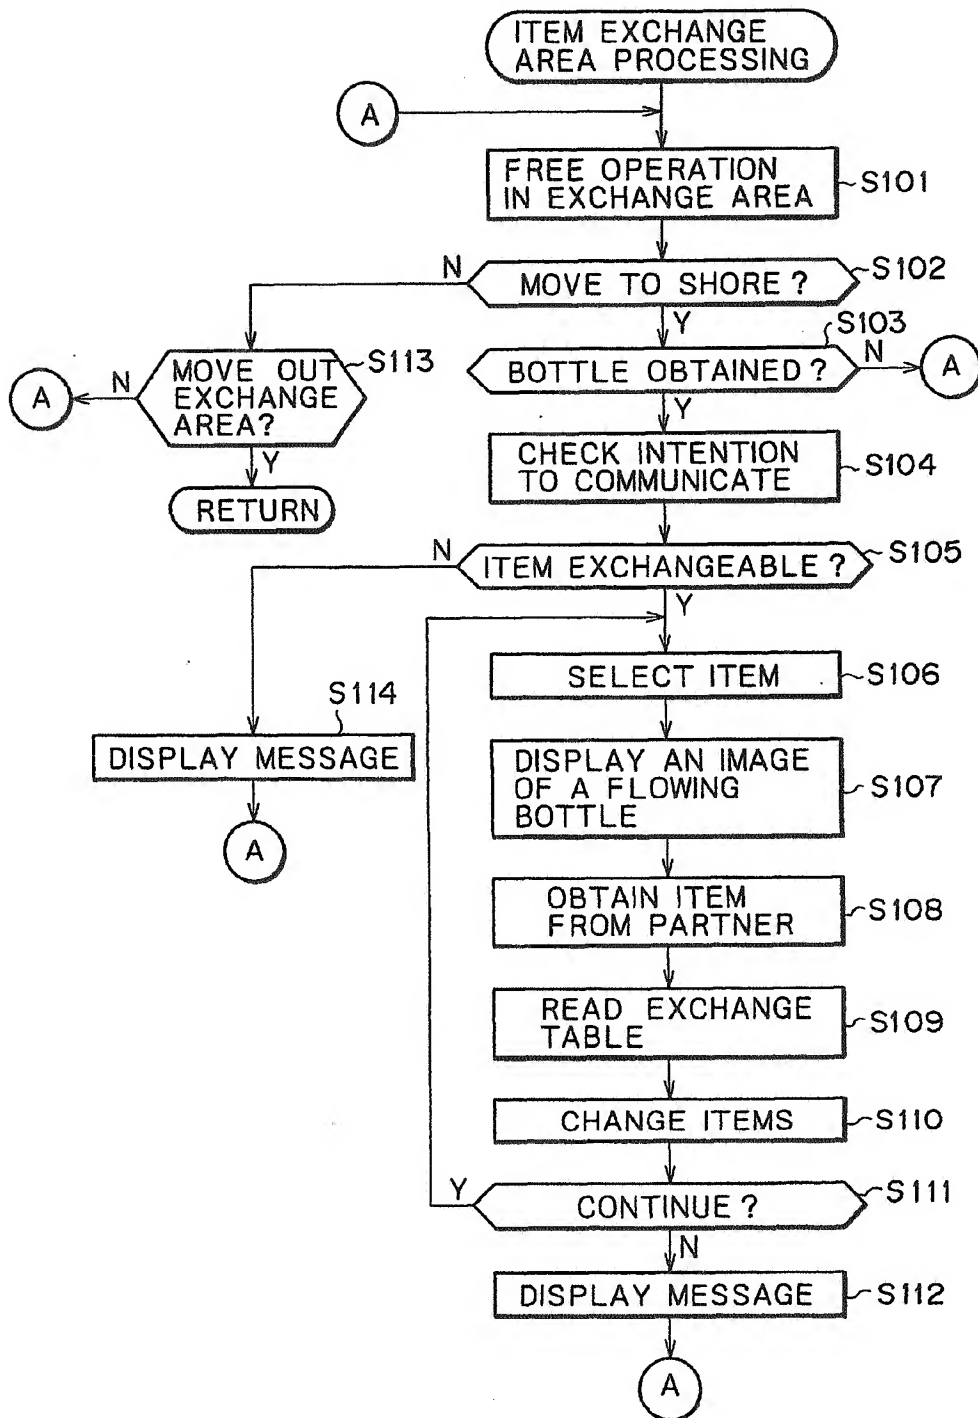 ITEM EXCHANGE
AREA PROCESSING
A
FREE OPERATION
IN EXCHANGE AREA
S101
N
MOVE TO SHORE ?
S102
Y
S103
MOVE OUT
EXCHANGE
AREA?
S113
N
A
BOTTLE OBTAINED ?
N
A
Y
Y
RETURN
CHECK INTENTION
TO COMMUNICATE
S104
N
ITEM EXCHANGEABLE ?
S105
Y
SELECT ITEM
S106
S114
DISPLAY MESSAGE
A
DISPLAY AN IMAGE
OF A FLOWING
BOTTLE
S107
OBTAIN ITEM
FROM PARTNER
S108
READ EXCHANGE
TABLE
S109
CHANGE ITEMS
S110
Y
CONTINUE ?
S111
N
DISPLAY MESSAGE
S112
A